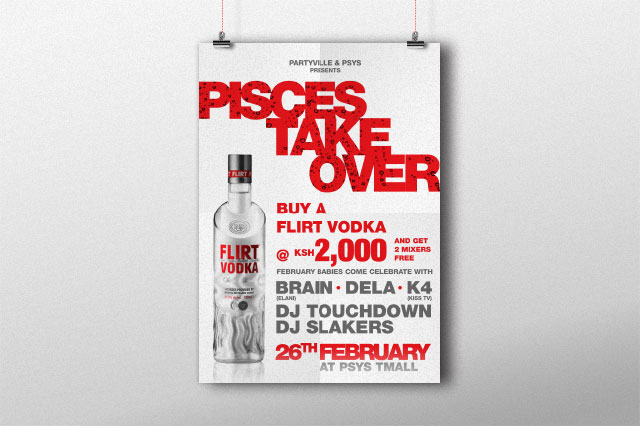 PARTYVILLE & PSYS
PRESENTS
PISCES
TAKE
OVER
BUY A
FLIRT VODKA
@ KSH 2,000 AND GET 2 MIXERS FREE
FEBRUARY BABIES COME CELEBRATE WITH
BRAIN · DELA · K4
(ELANI) (KISS TV)
DJ TOUCHDOWN
DJ SLAKERS
26TH FEBRUARY
AT PSYS TMALL
FLIRT
FLIRT
VODKA